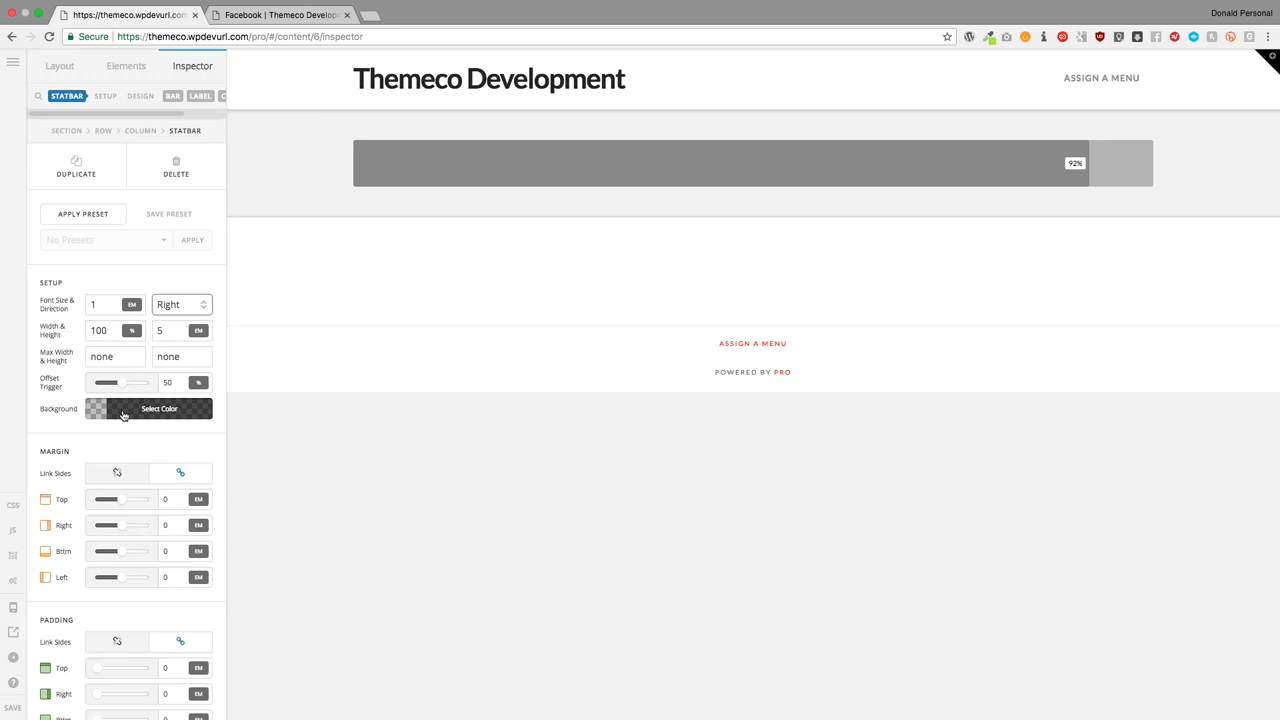 https://themeco.wpdevurl.com
Facebook | Themeco Develop
Donald Personal
Secure
https://themeco.wpdevurl.com/pro/#/content/6/inspector
Layout
Elements
Inspector
STATBAR
SETUP
DESIGN
BAR
LABEL
C
SECTION > ROW > COLUMN > STATBAR
DUPLICATE
DELETE
APPLY PRESET
SAVE PRESET
No Presets
APPLY
SETUP
Font Size &
Direction
1
EM
Right
Width &
Height
100
%
5
EM
Max Width
& Height
none
none
Offset
Trigger
50
%
Background
Select Color
MARGIN
Link Sides
Top
0
EM
Right
0
EM
Bttm
0
EM
Left
0
EM
PADDING
Link Sides
Top
0
EM
Right
0
EM
CSS
JS
SAVE
Themeco Development
ASSIGN A MENU
92%
ASSIGN A MENU
POWERED BY PRO